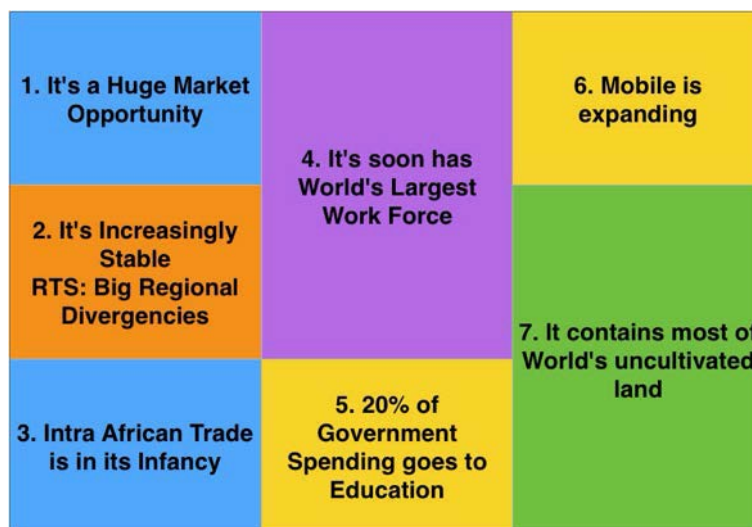 1. It's a Huge Market
Opportunity
2. It's Increasingly
Stable
RTS: Big Regional
Divergencies
3. Intra African Trade
is in its Infancy
4. It's soon has
World's Largest
Work Force
5. 20% of
Government
Spending goes to
Education
6. Mobile is
expanding
7. It contains most of
World's uncultivated
land